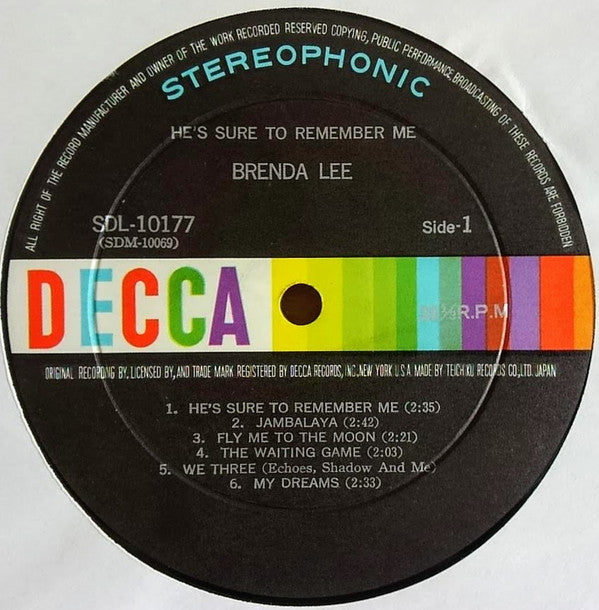 ALL RIGHT OF THE RECORD MANUFACTURER AND OWNER OF THE WORK RECORDED RESERVED COPYING, PUBLIC PERFORMANCE BROADCASTING OF THESE RECORDS ARE FORBIDDEN
STEREOPHONIC
HE'S SURE TO REMEMBER ME
BRENDA LEE
SDL-10177
(SDM-10069)
Side-1
DECCA
33⅓R.P.M
ORIGINAL RECORDING BY, LICENSED BY, AND TRADE MARK REGISTERED BY DECCA RECORDS, INC., NEW YORK U.S.A MADE BY TEICHIKU RECORDS CO., LTD. JAPAN
1. HE'S SURE TO REMEMBER ME (2:35)
2. JAMBALAYA (2:42)
3. FLY ME TO THE MOON (2:21)
4. THE WAITING GAME (2:03)
5. WE THREE (Echoes, Shadow And Me)
6. MY DREAMS (2:33)